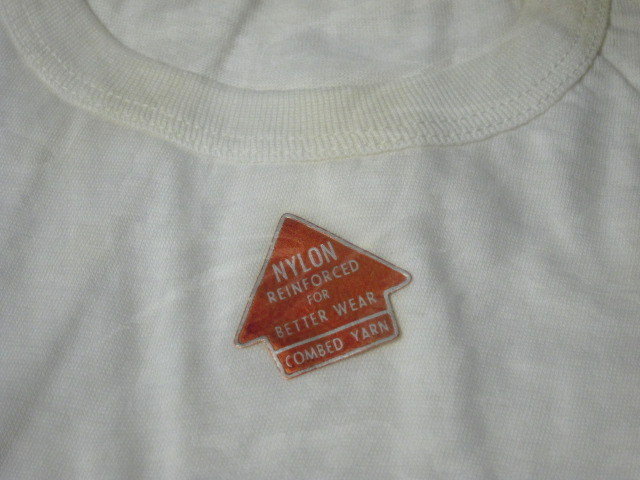 NYLON
REINFORCED
FOR
BETTER WEAR
COMBED YARN